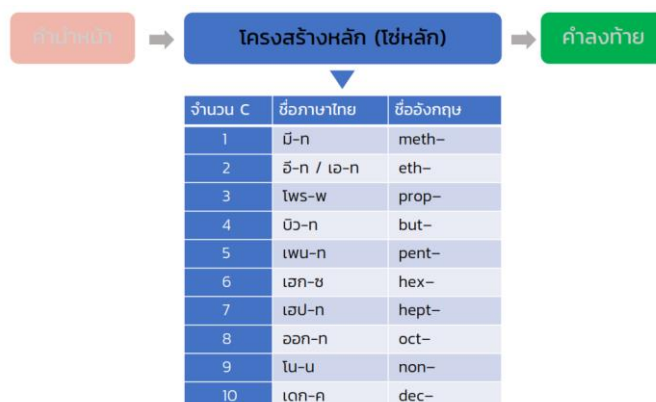 คำนำหน้า โครงสร้างหลัก (โซ่หลัก) คำลงท้าย
จำนวน C ชื่อภาษาไทย ชื่ออังกฤษ
1 มี-ท meth-
2 อี-ท / เอ-ท eth-
3 โพร-พ prop-
4 บิว-ท but-
5 เพน-ท pent-
6 เฮก-ซ hex-
7 เฮป-ท hept-
8 ออก-ท oct-
9 โน-น non-
10 เดก-ค dec-